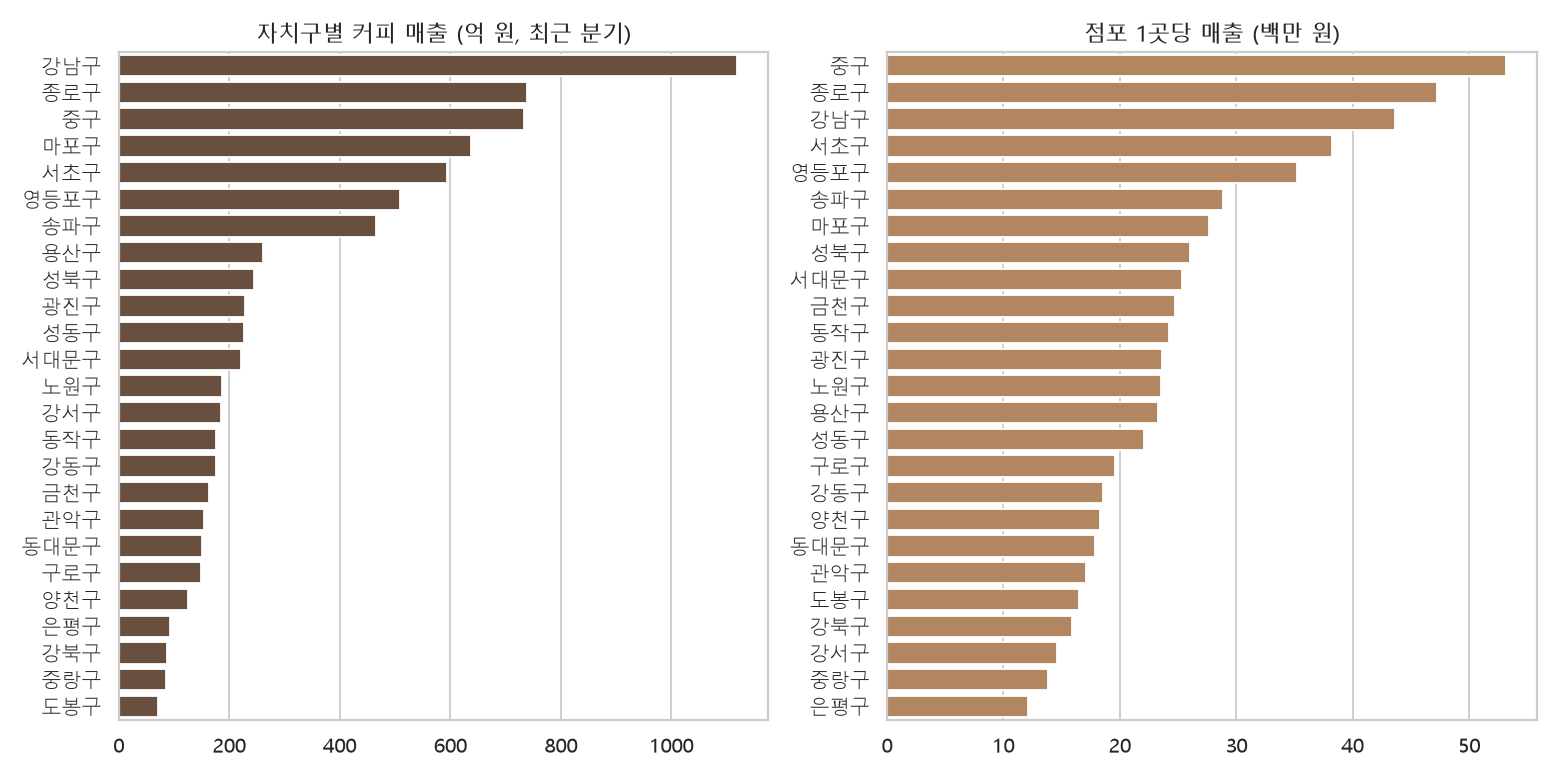 자치구별 커피 매출 (억 원, 최근 분기)
강남구
종로구
중구
마포구
서초구
영등포구
송파구
용산구
성북구
광진구
성동구
서대문구
노원구
강서구
동작구
강동구
금천구
관악구
동대문구
구로구
양천구
은평구
강북구
중랑구
도봉구
0 200 400 600 800 1000
점포 1곳당 매출 (백만 원)
중구
종로구
강남구
서초구
영등포구
송파구
마포구
성북구
서대문구
금천구
동작구
광진구
노원구
용산구
성동구
구로구
강동구
양천구
동대문구
관악구
도봉구
강북구
강서구
중랑구
은평구
0 10 20 30 40 50